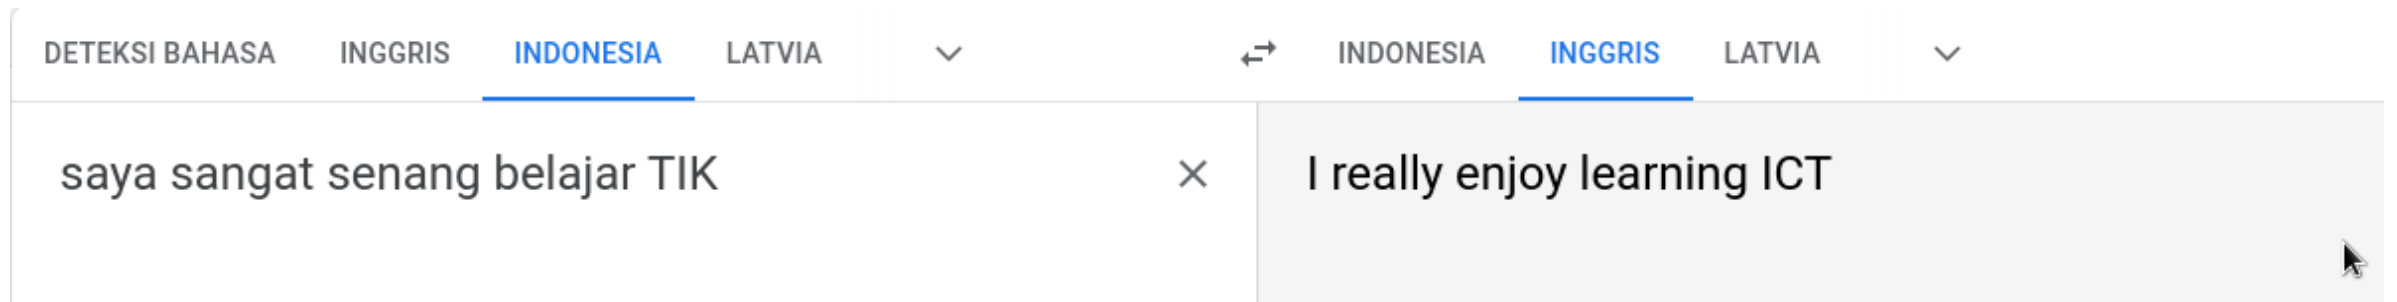 DETEKSI BAHASA INGGRIS INDONESIA LATVIA INDONESIA INGGRIS LATVIA
saya sangat senang belajar TIK
I really enjoy learning ICT